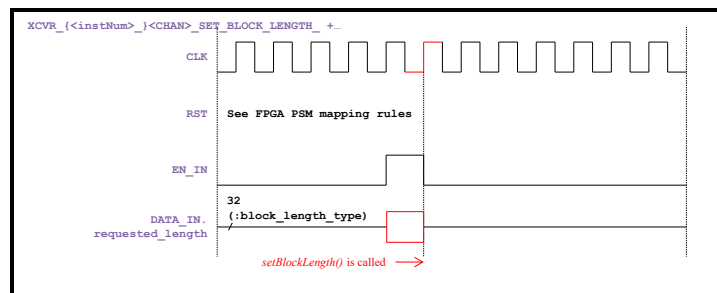 XCVR_{<instNum>_}<CHAN>_SET_BLOCK_LENGTH_ +…
CLK
RST See FPGA PSM mapping rules
EN_IN
32
(:block_length_type)
DATA_IN.
requested_length
setBlockLength() is called